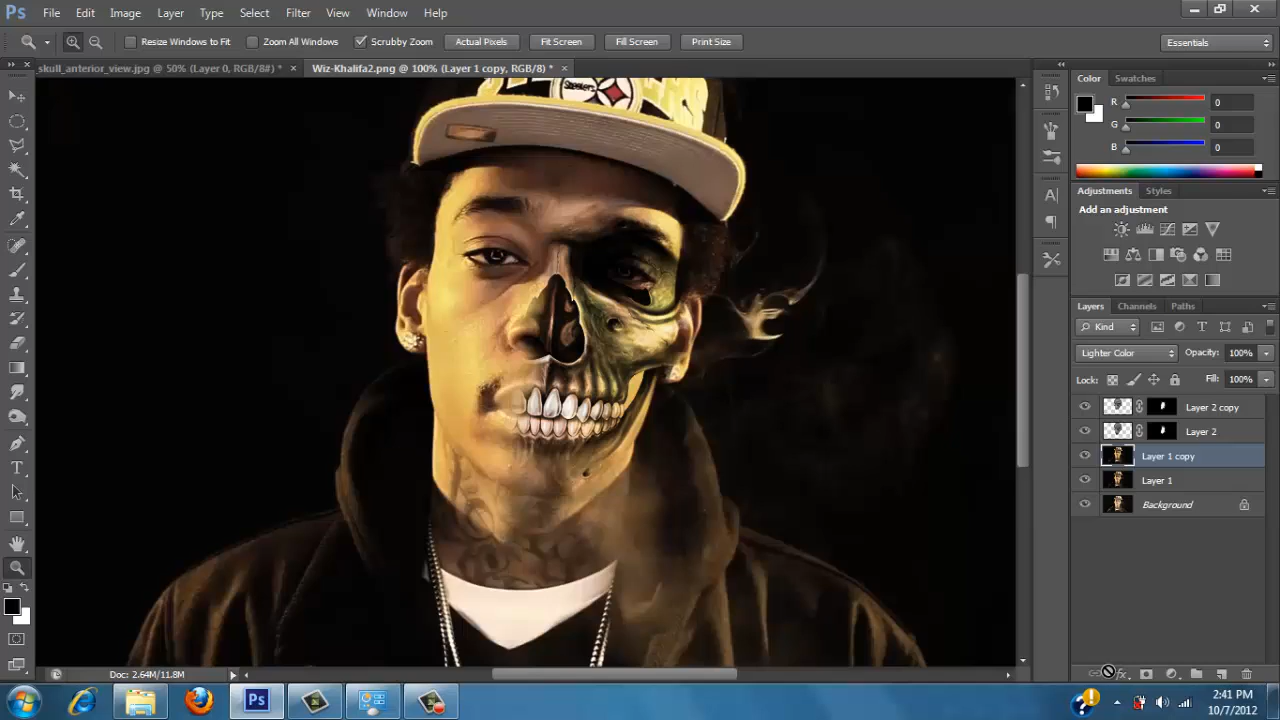 Ps File Edit Image Layer Type Select Filter View Window Help
Resize Windows to Fit Zoom All Windows Scrubby Zoom Actual Pixels Fit Screen Fill Screen Print Size Essentials
skull_anterior_view.jpg @ 50% (Layer 0, RGB/8#) * × Wiz-Khalifa2.png @ 100% (Layer 1 copy, RGB/8) * ×
Steelers
Color Swatches
R 0
G 0
B 0
Adjustments Styles
Add an adjustment
Layers Channels Paths
Kind
Lighter Color Opacity: 100%
Lock: Fill: 100%
Layer 2 copy
Layer 2
Layer 1 copy
Layer 1
Background
Doc: 2.64M/11.8M
Ps
2:41 PM
10/7/2012